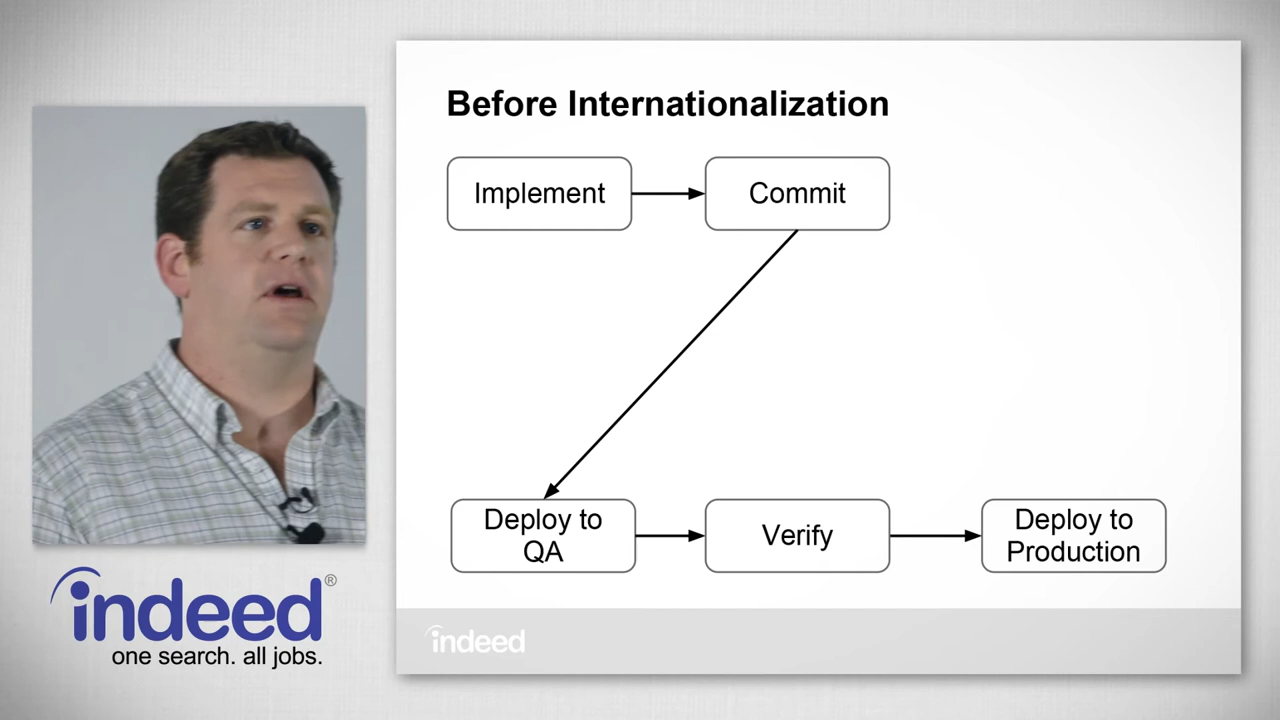 Before Internationalization
Implement
Commit
Deploy to
QA
Verify
Deploy to
Production
indeed
indeed®
one search. all jobs.